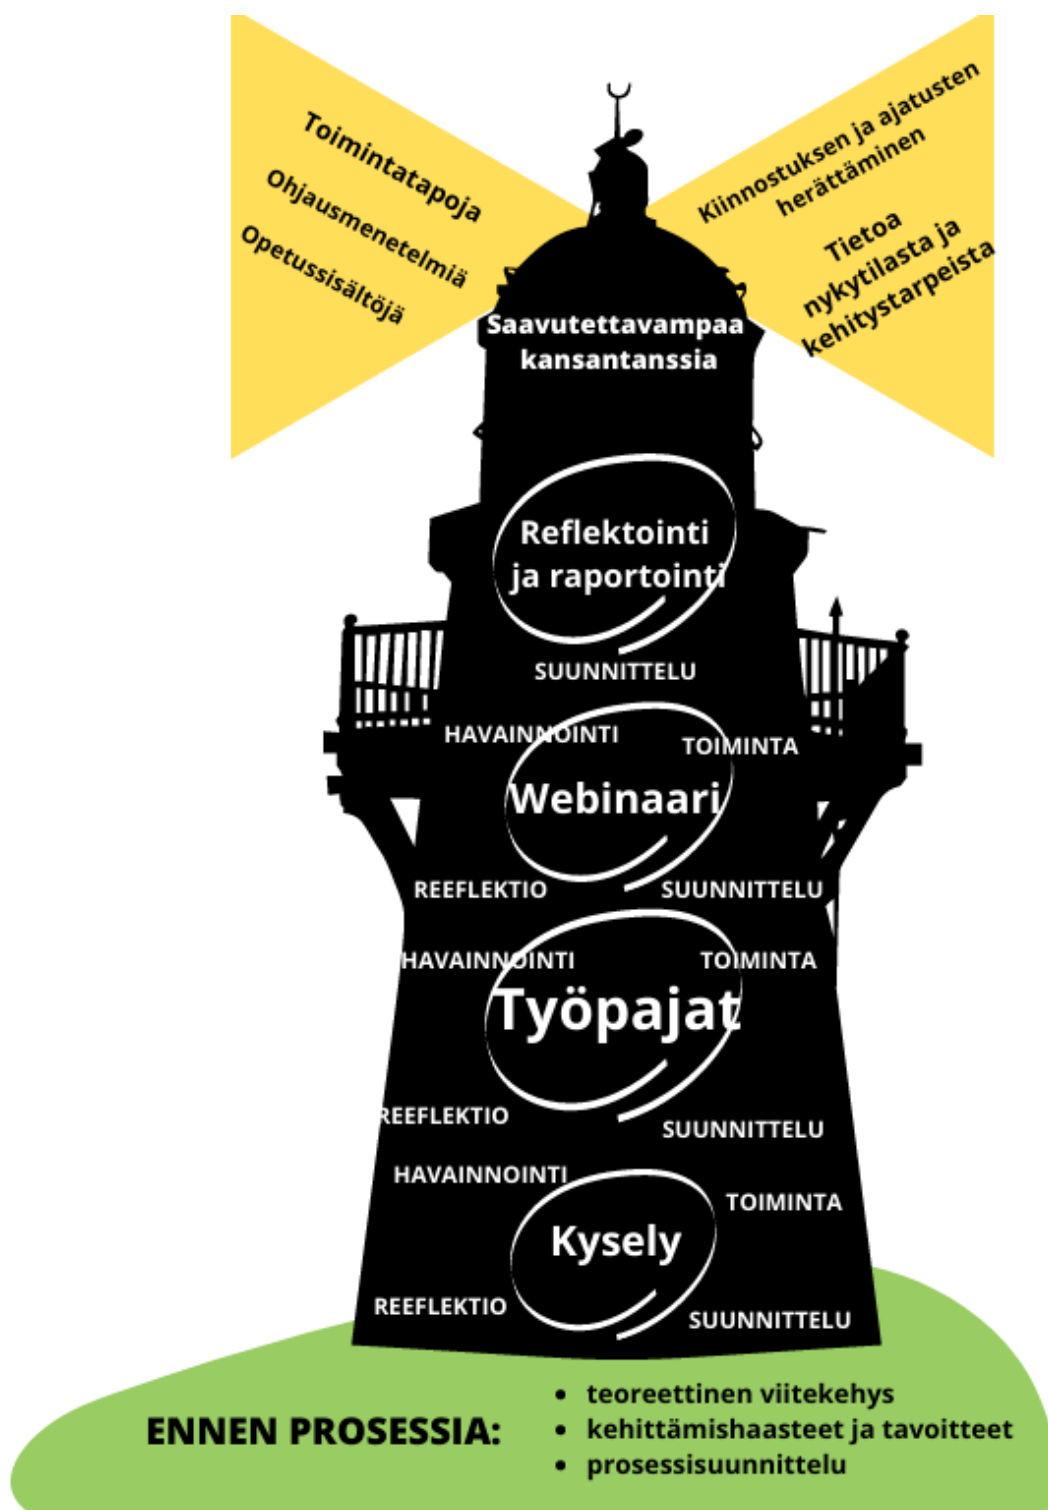 Toimintatapoja
Ohjausmenetelmiä
Opetussisältöjä
Kiinnostuksen ja ajatusten
herättäminen
Tietoa
nykytilasta ja
kehitystarpeista
Saavutettavampaa
kansantanssia
Reflektointi
ja raportointi
SUUNNITTELU
HAVAINNOINTI
TOIMINTA
Webinaari
REEFLEKTIO
SUUNNITTELU
HAVAINNOINTI
TOIMINTA
Työpajat
REEFLEKTIO
SUUNNITTELU
HAVAINNOINTI
TOIMINTA
Kysely
REEFLEKTIO
SUUNNITTELU
ENNEN PROSESSIA:
• teoreettinen viitekehys
• kehittämishaasteet ja tavoitteet
• prosessisuunnittelu